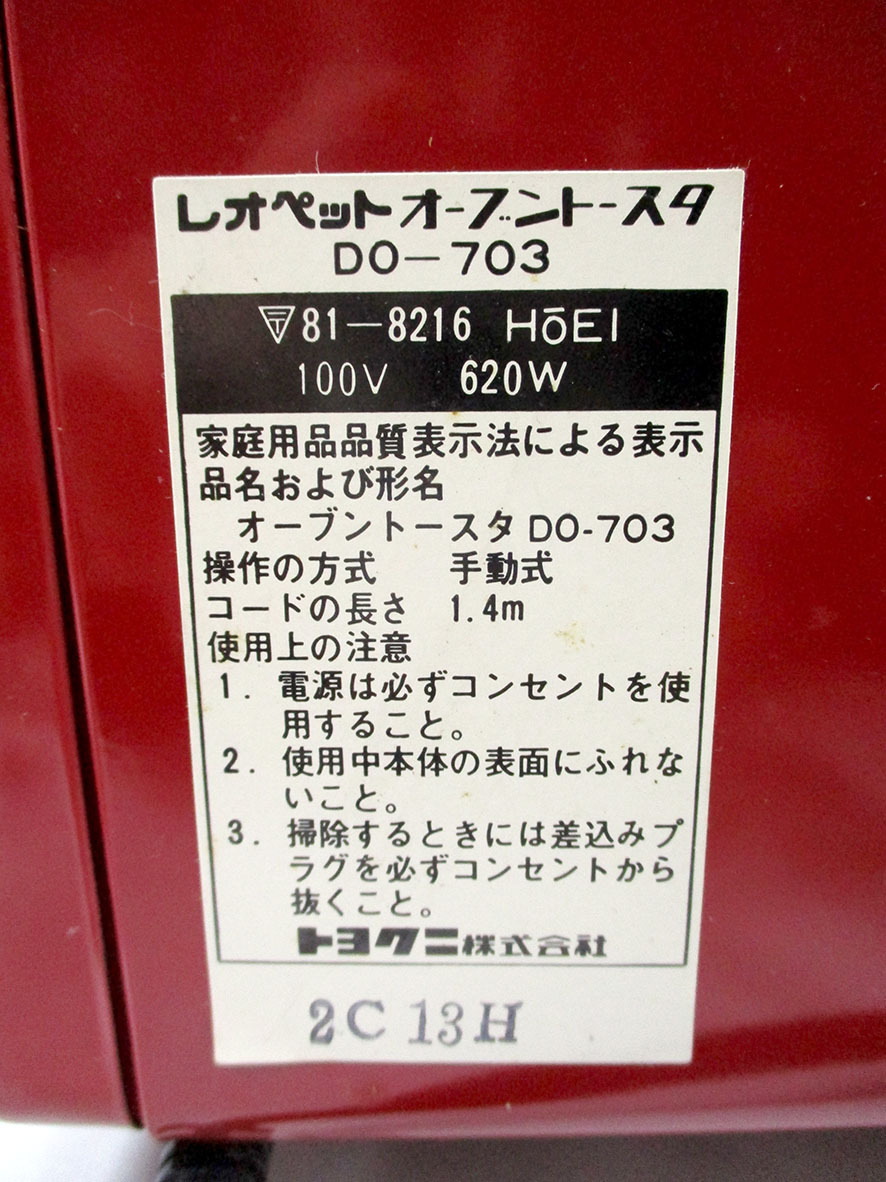 レオペットオーブントースタ
DO-703
〒81-8216 HōEI
100V 620W
家庭用品品質表示法による表示
品名および形名
オーブントースタ DO-703
操作の方式 手動式
コードの長さ 1.4m
使用上の注意
1. 電源は必ずコンセントを使
用すること。
2. 使用中本体の表面にふれな
いこと。
3. 掃除するときには差込みプ
ラグを必ずコンセントから
抜くこと。
トヨクニ株式会社
2C 13H